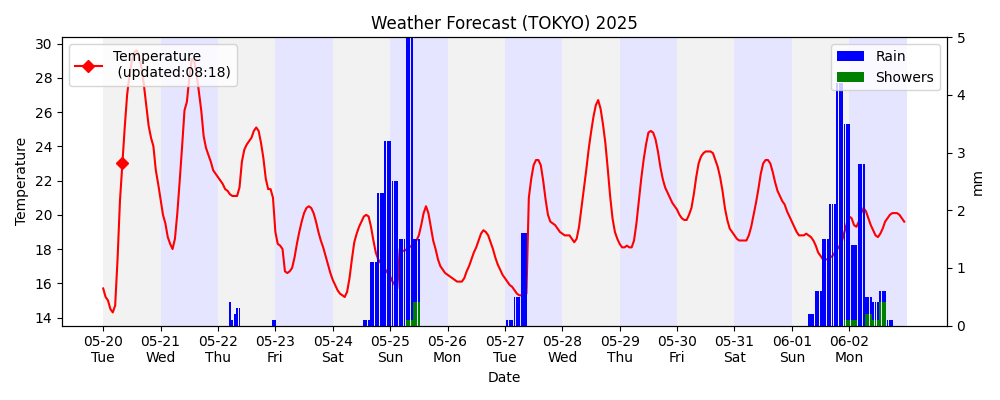 Weather Forecast (TOKYO) 2025
Temperature
(updated:08:18)
Rain
Showers
Temperature
30
28
26
24
22
20
18
16
14
5
4
3
2
1
0
mm
05-20 05-21 05-22 05-23 05-24 05-25 05-26 05-27 05-28 05-29 05-30 05-31 06-01 06-02
Tue Wed Thu Fri Sat Sun Mon Tue Wed Thu Fri Sat Sun Mon
Date